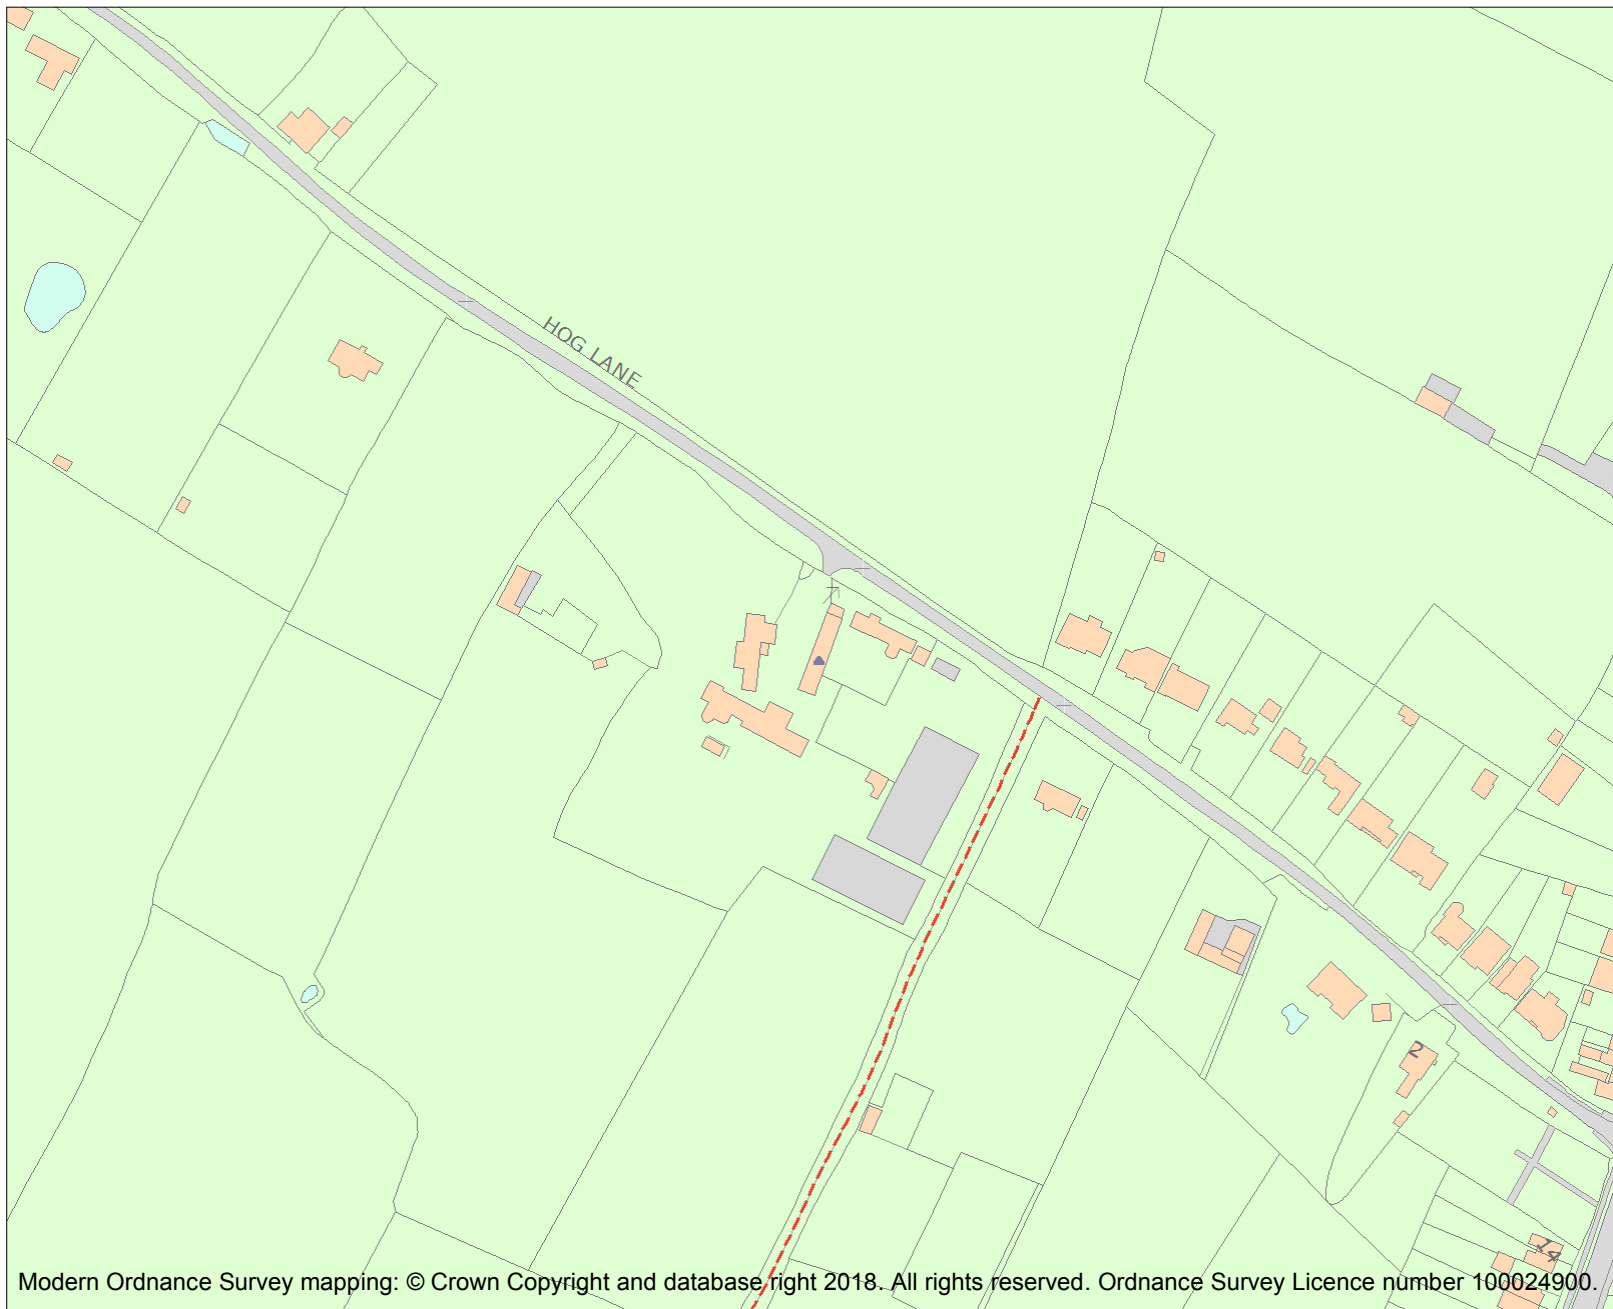 HOG LANE
2
14
Modern Ordnance Survey mapping: © Crown Copyright and database right 2018. All rights reserved. Ordnance Survey Licence number 100024900.